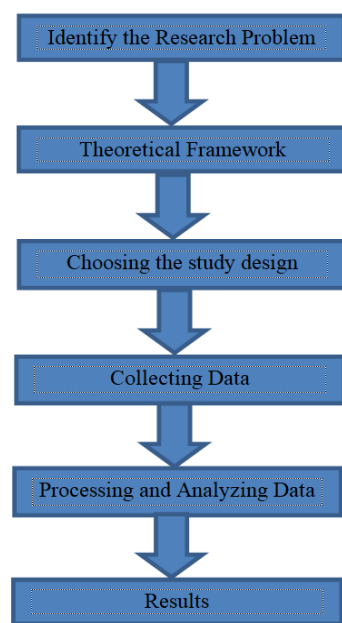 Identify the Research Problem
Theoretical Framework
Choosing the study design
Collecting Data
Processing and Analyzing Data
Results